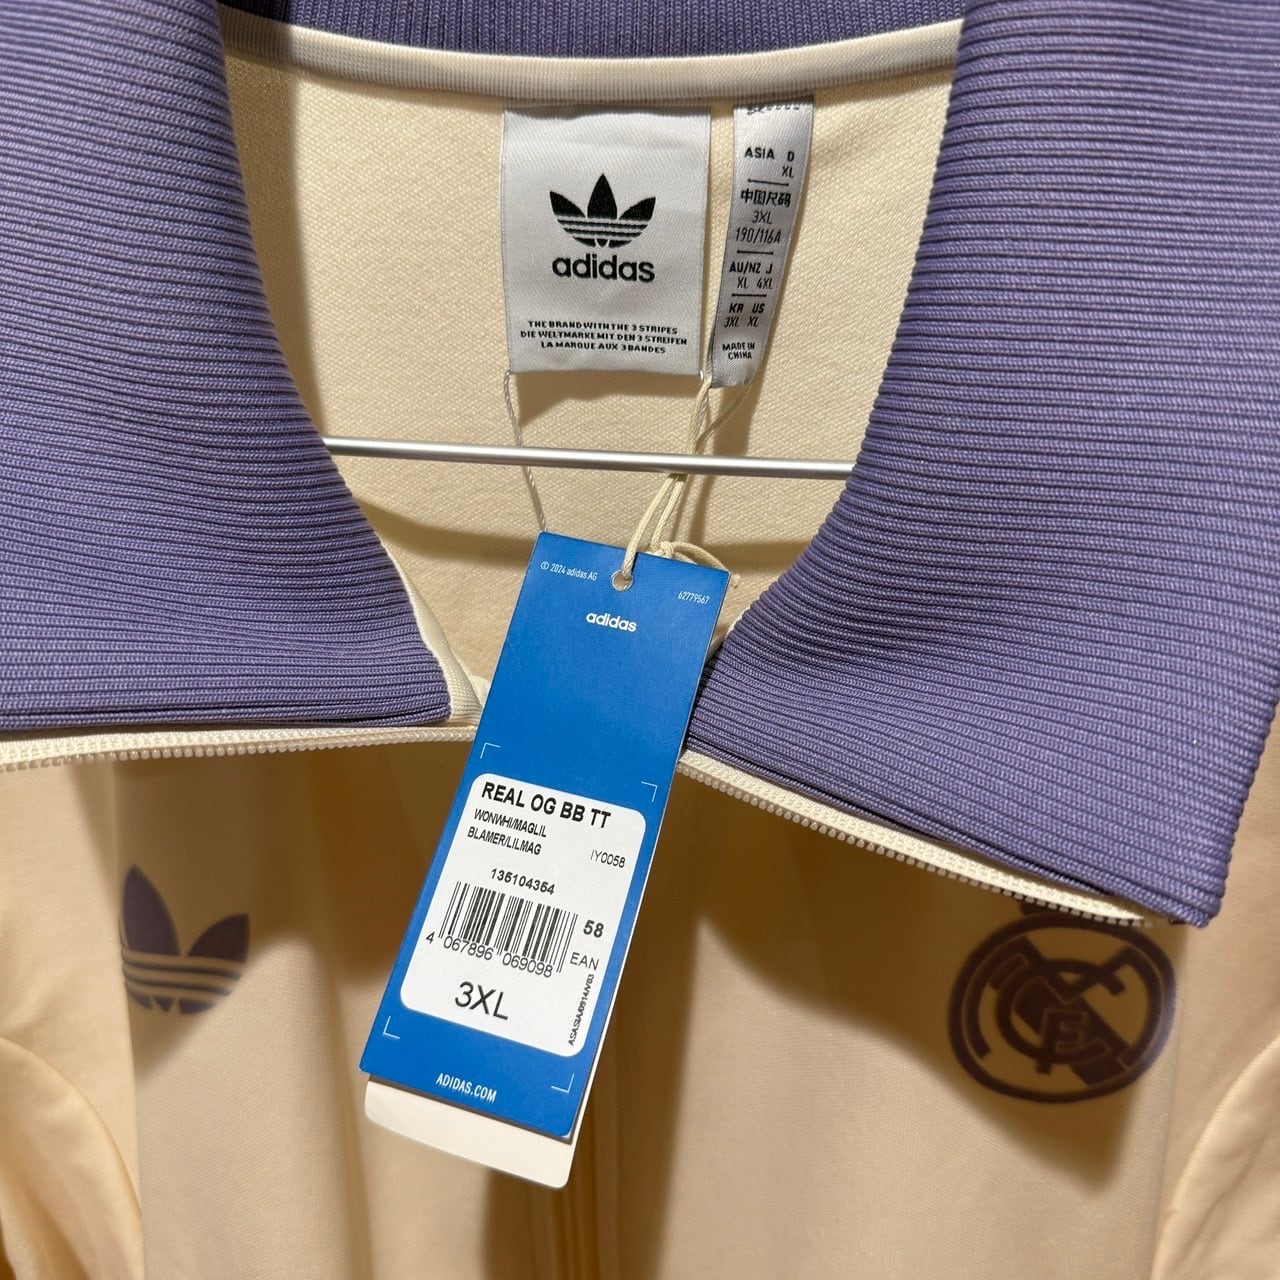 adidas
THE BRAND WITH THE 3 STRIPES
DIE WELTMARKE MIT DEN 3 STREIFEN
LA MARQUE AUX 3 BANDES
ASIA D
XL
中国尺码
3XL
190/116A
AU/NZ J
XL 4XL
KR US
3XL XL
MADE IN
CHINA
© 2024 adidas AG
62779567
adidas
REAL OG BB TT
WONWHI/MAGLIL
BLAMER/LILMAG
IY0058
135104354
58
4 067896 069098
EAN
3XL
ADIDAS.COM